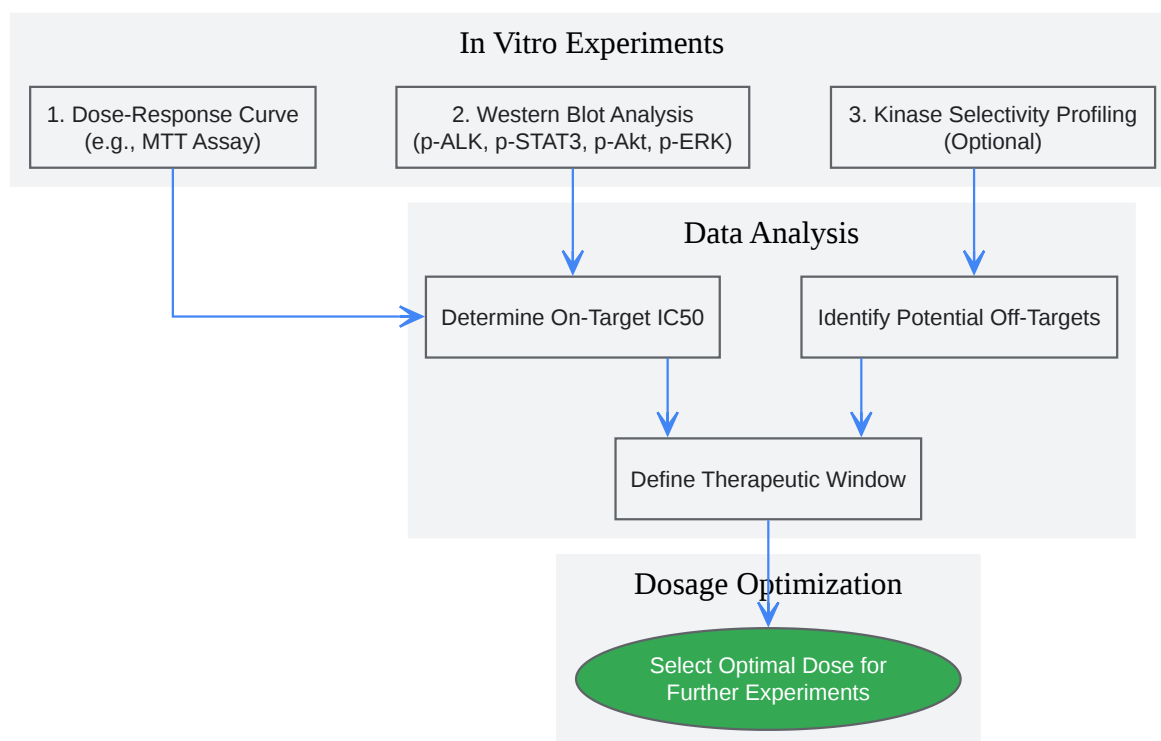 In Vitro Experiments
1. Dose-Response Curve
(e.g., MTT Assay)
2. Western Blot Analysis
(p-ALK, p-STAT3, p-Akt, p-ERK)
3. Kinase Selectivity Profiling
(Optional)
Data Analysis
Determine On-Target IC50
Identify Potential Off-Targets
Define Therapeutic Window
Dosage Optimization
Select Optimal Dose for
Further Experiments